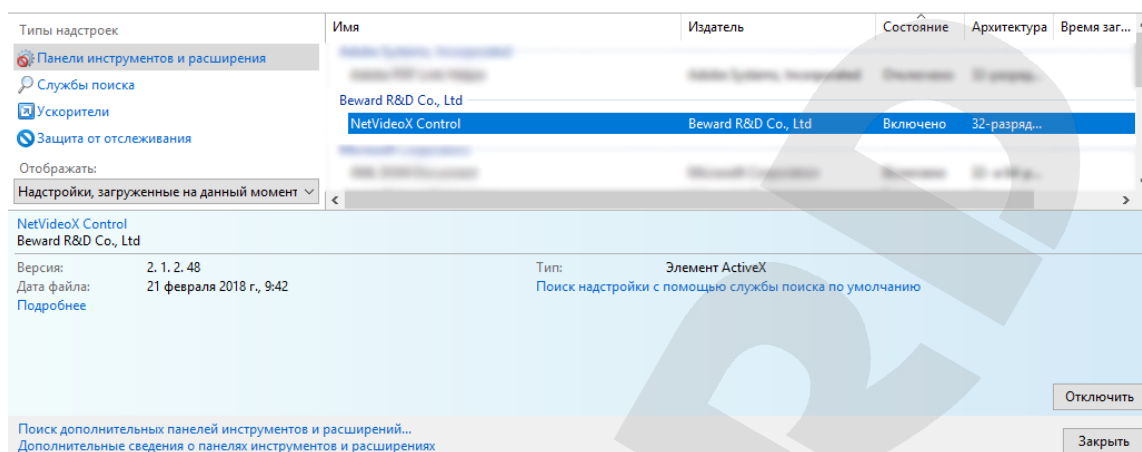 Типы надстроек
Панели инструментов и расширения
Службы поиска
Ускорители
Защита от отслеживания
Отображать:
Надстройки, загруженные на данный момент
Имя Издатель Состояние Архитектура Время заг...
Beward R&D Co., Ltd
NetVideoX Control Beward R&D Co., Ltd Включено 32-разряд...
NetVideoX Control
Beward R&D Co., Ltd
Версия: 2. 1. 2. 48
Дата файла: 21 февраля 2018 г., 9:42
Подробнее
Тип: Элемент ActiveX
Поиск надстройки с помощью службы поиска по умолчанию
Отключить
Поиск дополнительных панелей инструментов и расширений...
Дополнительные сведения о панелях инструментов и расширениях
Закрыть